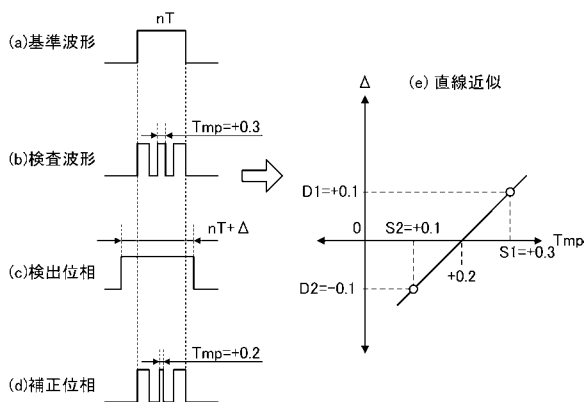 nT
(a)基準波形
Tmp=+0.3
(b)検査波形
nT+Δ
(c)検出位相
Tmp=+0.2
(d)補正位相
Δ
(e) 直線近似
D1=+0.1
0
S2=+0.1
Tmp
S1=+0.3
+0.2
D2=−0.1